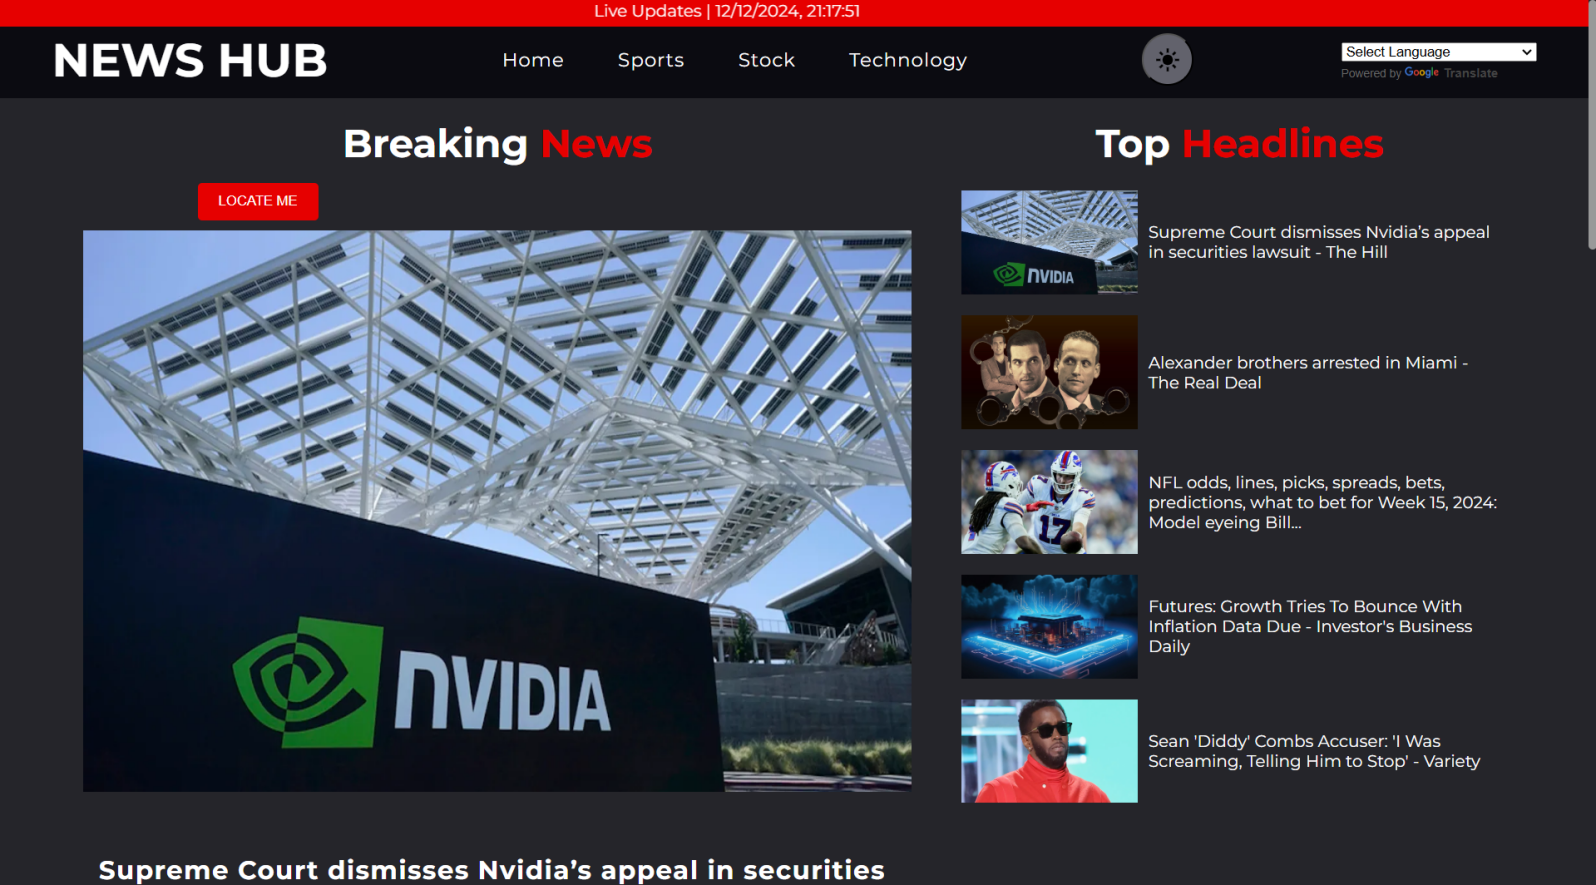 Live Updates | 12/12/2024, 21:17:51
NEWS HUB
Home
Sports
Stock
Technology
Select Language
Powered by Google Translate
Breaking News
LOCATE ME
NVIDIA
Supreme Court dismisses Nvidia’s appeal in securities
Top Headlines
NVIDIA
Supreme Court dismisses Nvidia’s appeal
in securities lawsuit - The Hill
Alexander brothers arrested in Miami -
The Real Deal
17
NFL odds, lines, picks, spreads, bets,
predictions, what to bet for Week 15, 2024:
Model eyeing Bill...
Futures: Growth Tries To Bounce With
Inflation Data Due - Investor's Business
Daily
Sean 'Diddy' Combs Accuser: 'I Was
Screaming, Telling Him to Stop' - Variety